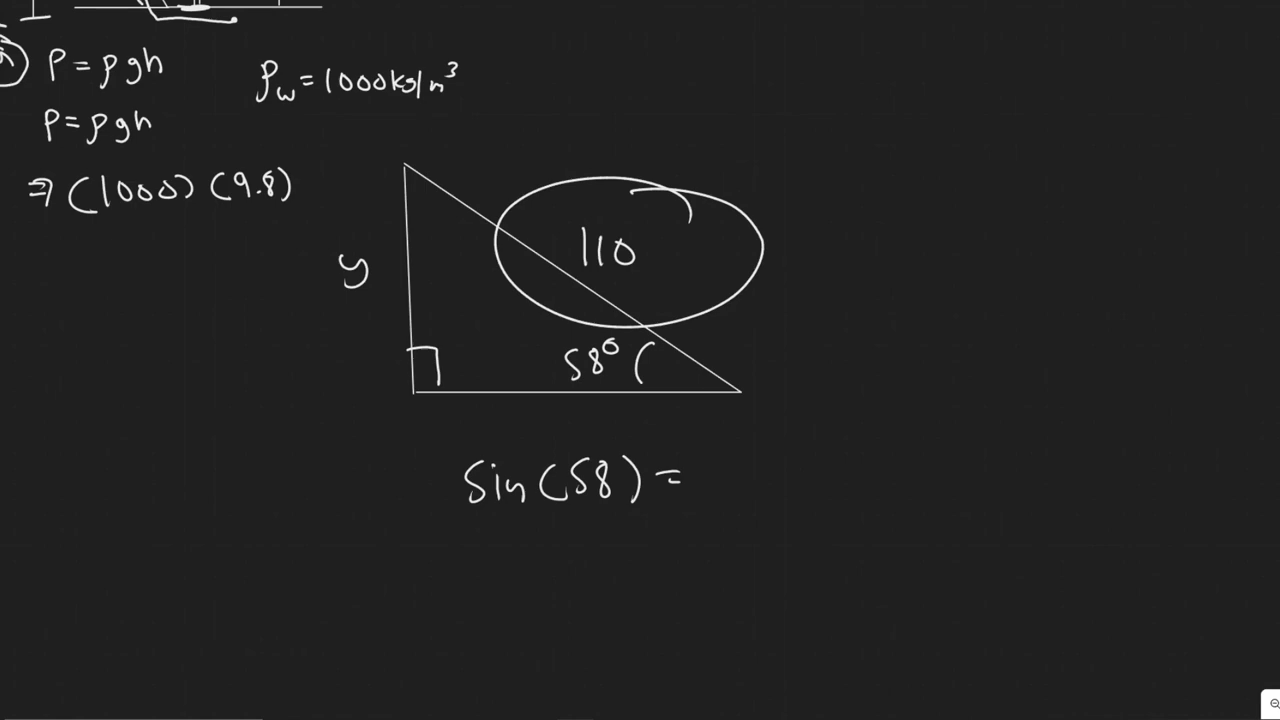 P = ρgh
ρw = 1000kg/m³
P = ρgh
⇒ (1000) (9.8)
110
y
58° (
Sin(58) =